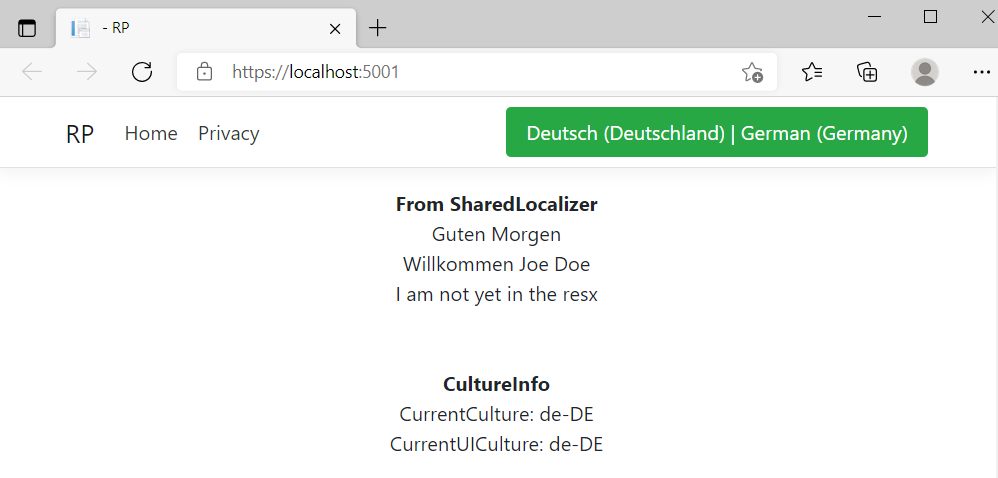 - RP
https://localhost:5001
RP
Home
Privacy
Deutsch (Deutschland) | German (Germany)
From SharedLocalizer
Guten Morgen
Willkommen Joe Doe
I am not yet in the resx
CultureInfo
CurrentCulture: de-DE
CurrentUICulture: de-DE